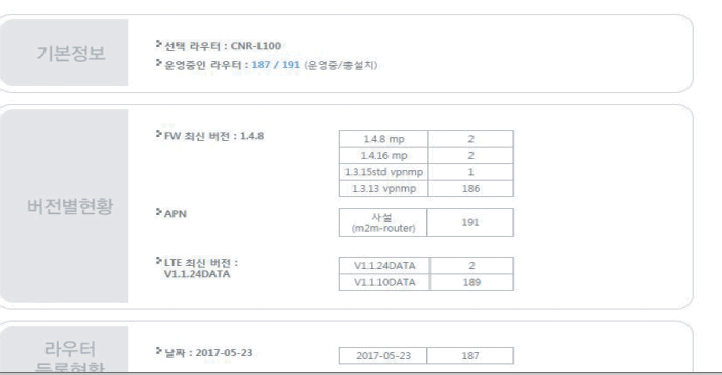 기본정보
선택 라우터 : CNR-L100
운영중인 라우터 : 187 / 191 (운영중/총설치)
버전별현황
FW 최신 버전 : 1.4.8
1.4.8 mp 2
1.4.16 mp 2
1.3.15std vpnmp 1
1.3.13 vpnmp 186
APN
사설 191
(m2m-router)
LTE 최신 버전 :
V1.1.24DATA
V1.1.24DATA 2
V1.1.10DATA 189
라우터
등록현황
날짜 : 2017-05-23
2017-05-23 187